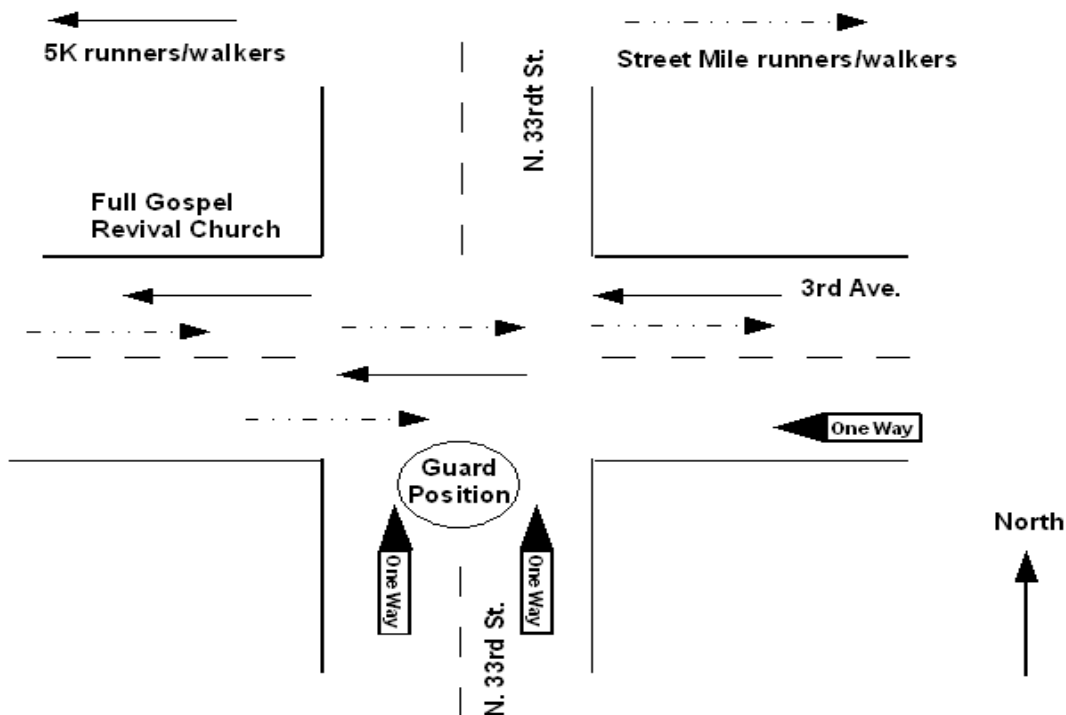 5K runners/walkers
Street Mile runners/walkers
N. 33rdt St.
Full Gospel
Revival Church
3rd Ave.
One Way
Guard
Position
North
One Way
One Way
N. 33rd St.